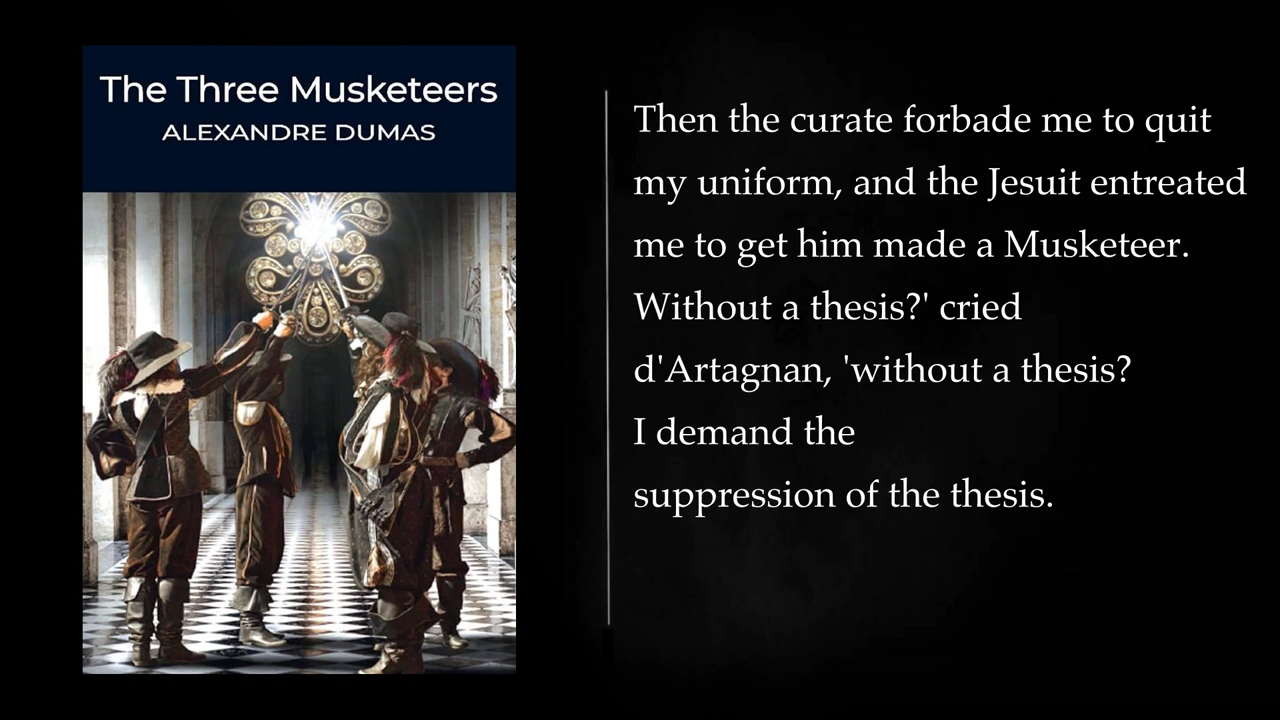 The Three Musketeers
ALEXANDRE DUMAS
Then the curate forbade me to quit
my uniform, and the Jesuit entreated
me to get him made a Musketeer.
Without a thesis?' cried
d'Artagnan, 'without a thesis?
I demand the
suppression of the thesis.